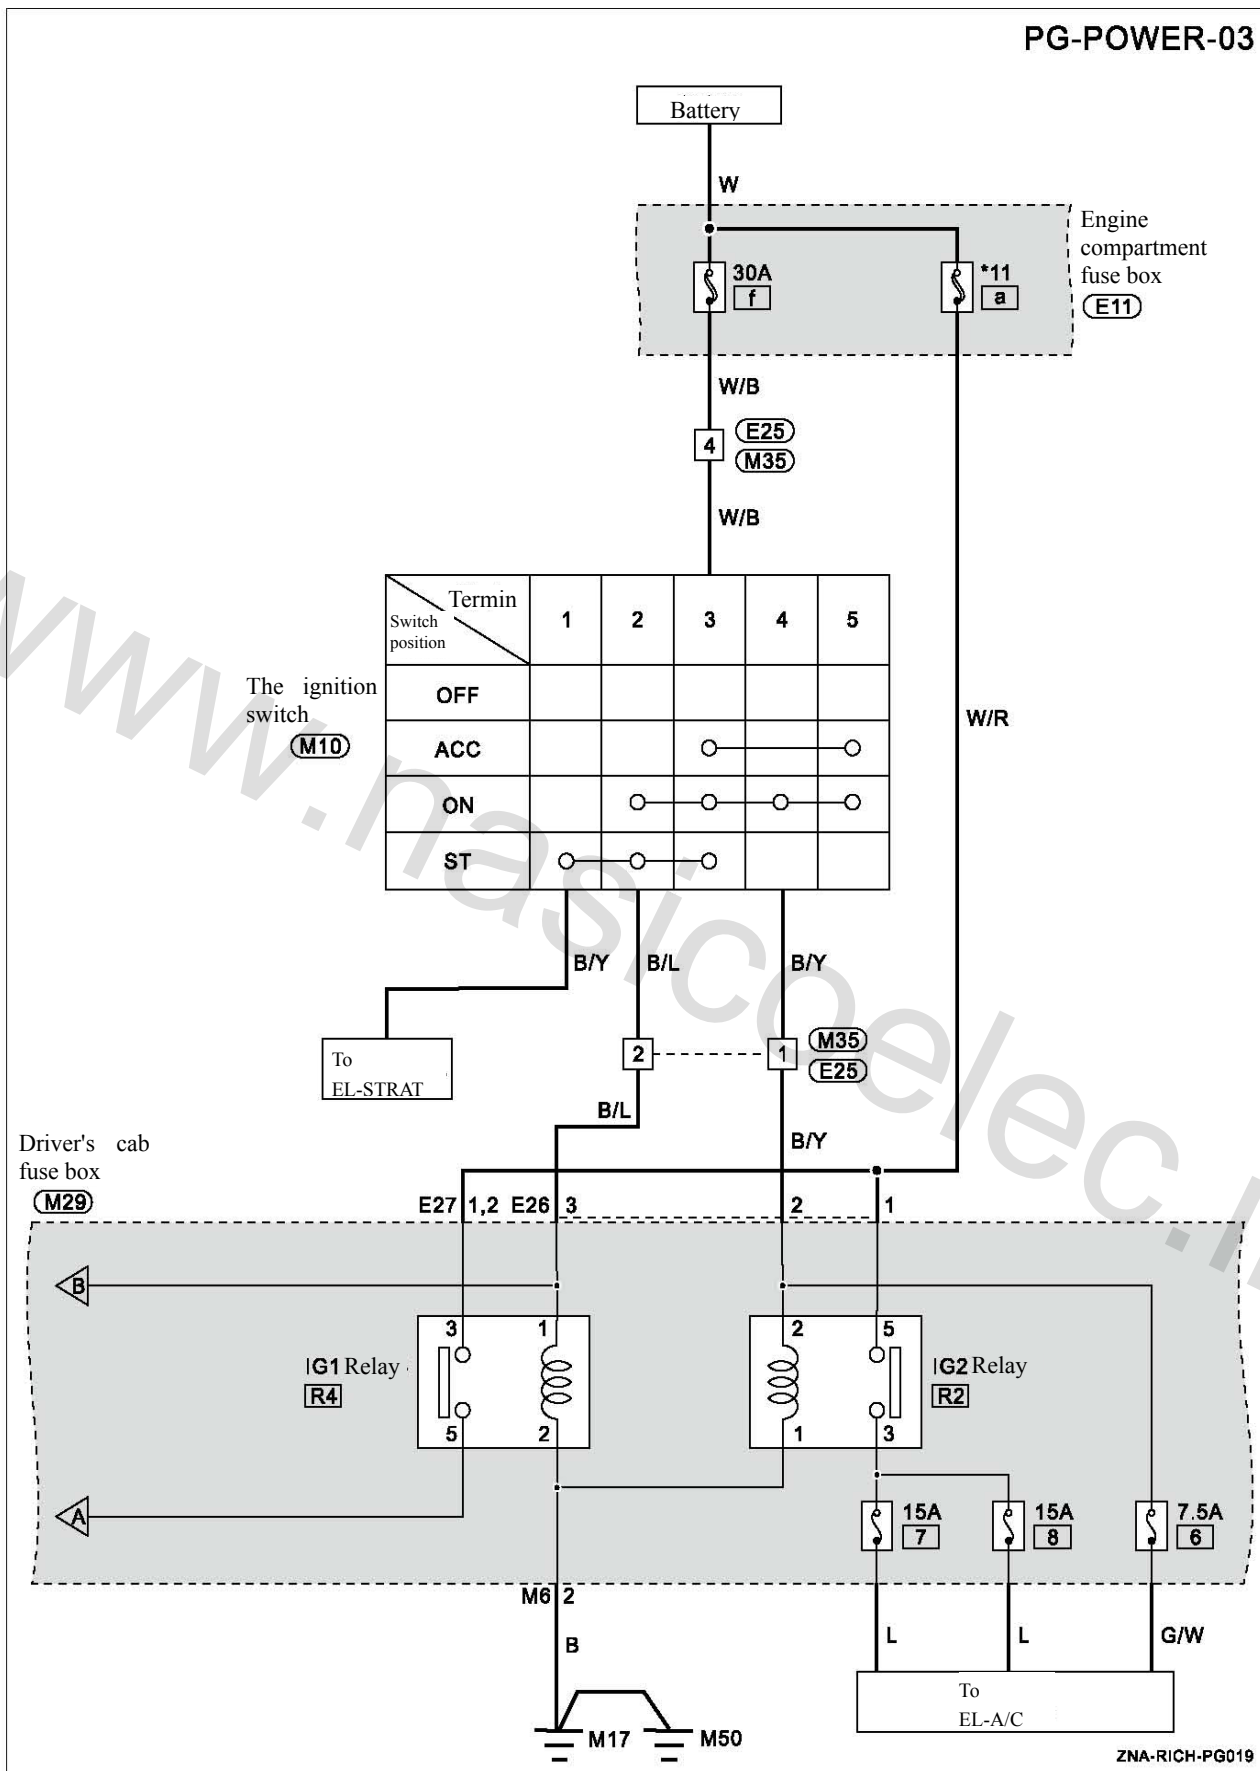 PG-POWER-03
Battery
W
Engine
compartment
fuse box
E11
30A
f
*11
a
W/B
4
E25
M35
W/B
Termin
Switch
position
1 2 3 4 5
OFF
ACC
ON
ST
The ignition
switch
M10
W/R
B/Y B/L B/Y
To
EL-STRAT
2 1
M35
E25
B/L
B/Y
Driver's cab
fuse box
M29
E27 1,2 E26 3 2 1
B
3 1 2 5
IG1 Relay
R4
IG2 Relay
R2
5 2 1 3
A
15A
7
15A
8
7.5A
6
M6 2
B
L L G/W
To
EL-A/C
M17 M50
ZNA-RICH-PG019